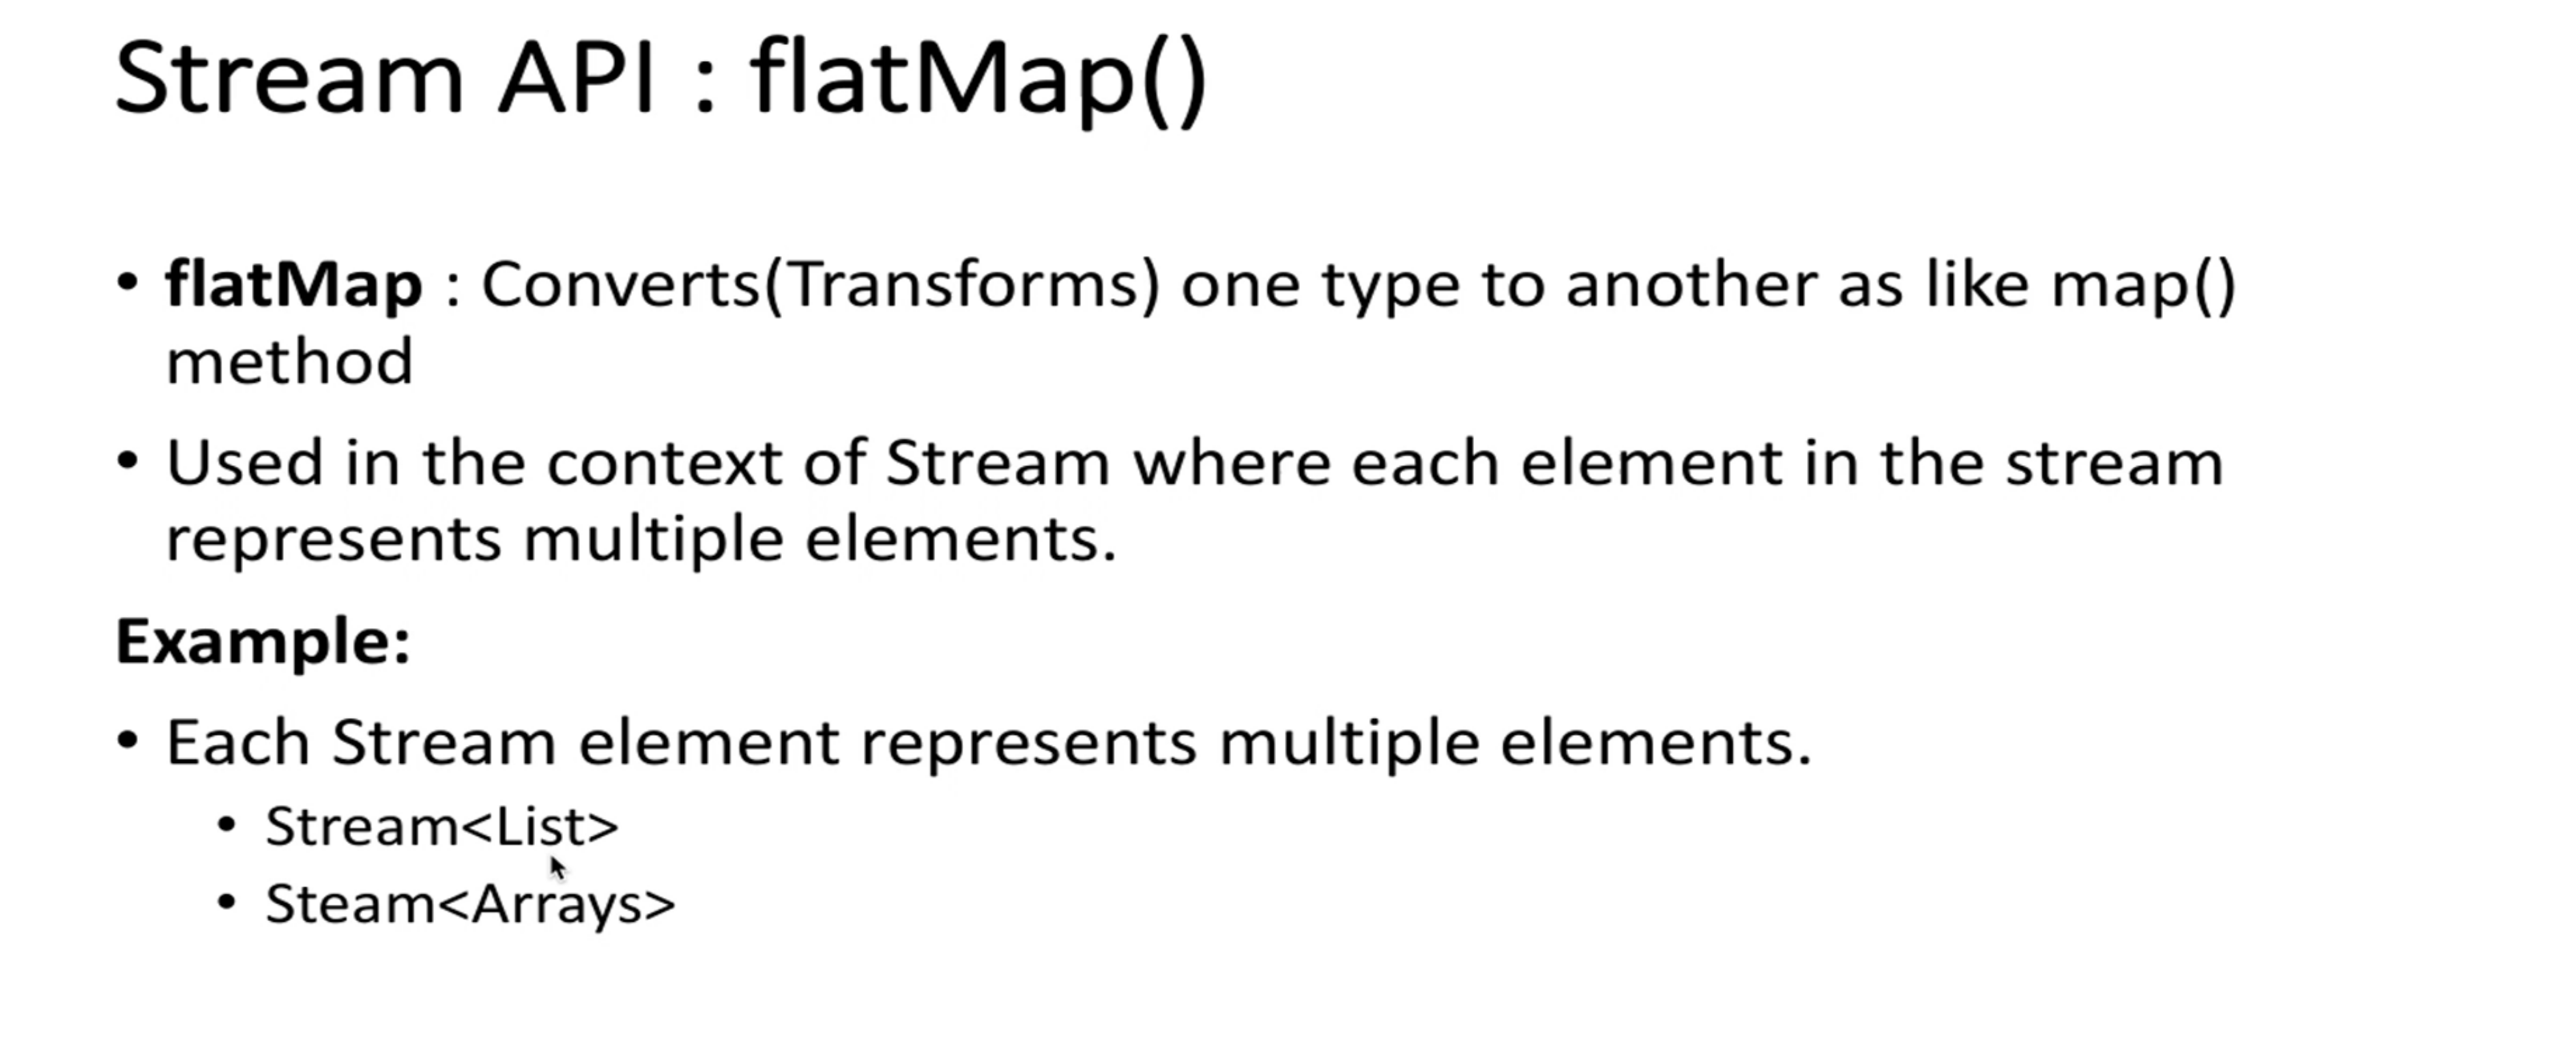 Stream API : flatMap()
• flatMap : Converts(Transforms) one type to another as like map()
method
• Used in the context of Stream where each element in the stream
represents multiple elements.
Example:
• Each Stream element represents multiple elements.
• Stream<List>
• Steam<Arrays>